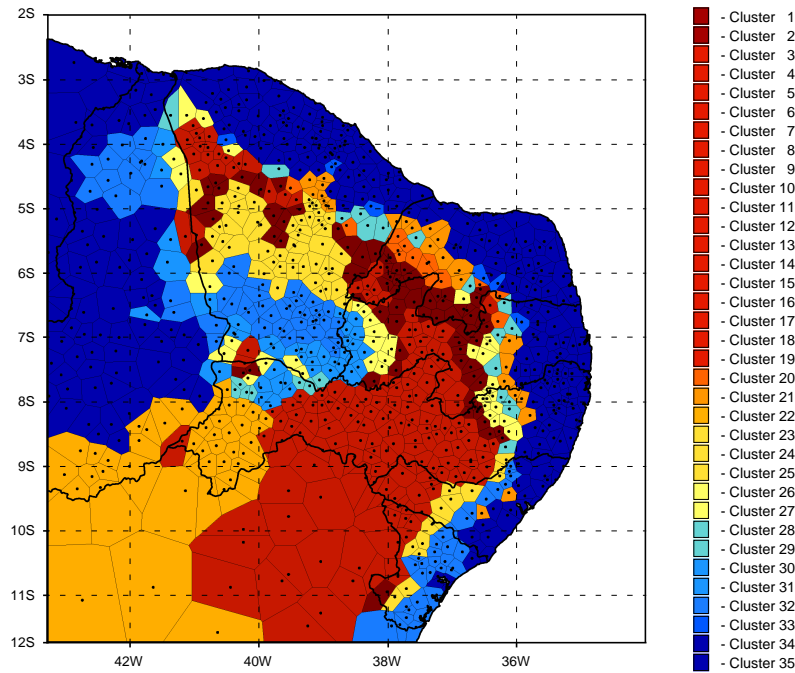 2S
3S
4S
5S
6S
7S
8S
9S
10S
11S
12S
42W 40W 38W 36W
- Cluster 1
- Cluster 2
- Cluster 3
- Cluster 4
- Cluster 5
- Cluster 6
- Cluster 7
- Cluster 8
- Cluster 9
- Cluster 10
- Cluster 11
- Cluster 12
- Cluster 13
- Cluster 14
- Cluster 15
- Cluster 16
- Cluster 17
- Cluster 18
- Cluster 19
- Cluster 20
- Cluster 21
- Cluster 22
- Cluster 23
- Cluster 24
- Cluster 25
- Cluster 26
- Cluster 27
- Cluster 28
- Cluster 29
- Cluster 30
- Cluster 31
- Cluster 32
- Cluster 33
- Cluster 34
- Cluster 35